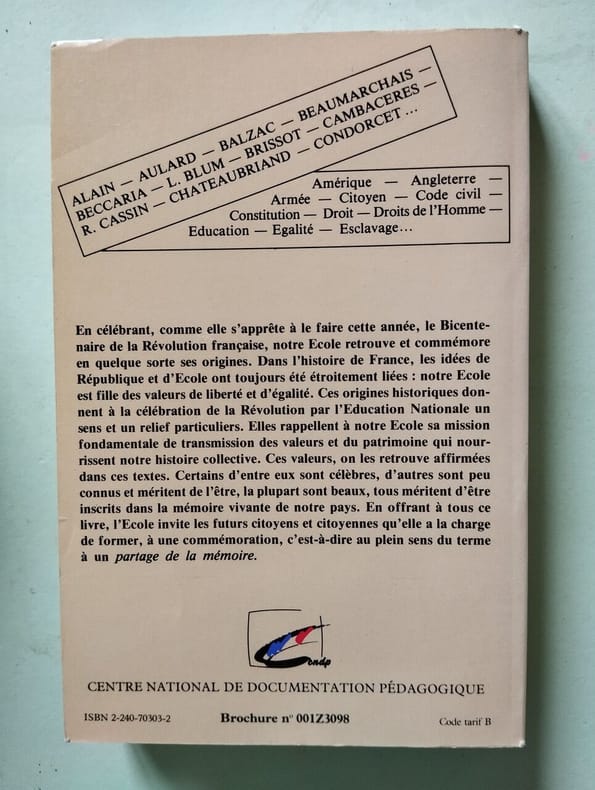 ALAIN — AULARD — BALZAC — BEAUMARCHAIS —
BECCARIA — L. BLUM — BRISSOT — CAMBACERES —
R. CASSIN — CHATEAUBRIAND — CONDORCET ...
Amérique — Angleterre —
Armée — Citoyen — Code civil —
Constitution — Droit — Droits de l'Homme —
Education — Egalité — Esclavage...
En célébrant, comme elle s'apprête à le faire cette année, le Bicente-
naire de la Révolution française, notre Ecole retrouve et commémore
en quelque sorte ses origines. Dans l'histoire de France, les idées de
République et d'Ecole ont toujours été étroitement liées : notre Ecole
est fille des valeurs de liberté et d'égalité. Ces origines historiques don-
nent à la célébration de la Révolution par l'Education Nationale un
sens et un relief particuliers. Elles rappellent à notre Ecole sa mission
fondamentale de transmission des valeurs et du patrimoine qui nour-
rissent notre histoire collective. Ces valeurs, on les retrouve affirmées
dans ces textes. Certains d'entre eux sont célèbres, d'autres sont peu
connus et méritent de l'être, la plupart sont beaux, tous méritent d'être
inscrits dans la mémoire vivante de notre pays. En offrant à tous ce
livre, l'Ecole invite les futurs citoyens et citoyennes qu'elle a la charge
de former, à une commémoration, c'est-à-dire au plein sens du terme
à un partage de la mémoire.
Cndp
CENTRE NATIONAL DE DOCUMENTATION PÉDAGOGIQUE
ISBN 2-240-70303-2 Brochure n° 001Z3098 Code tarif B